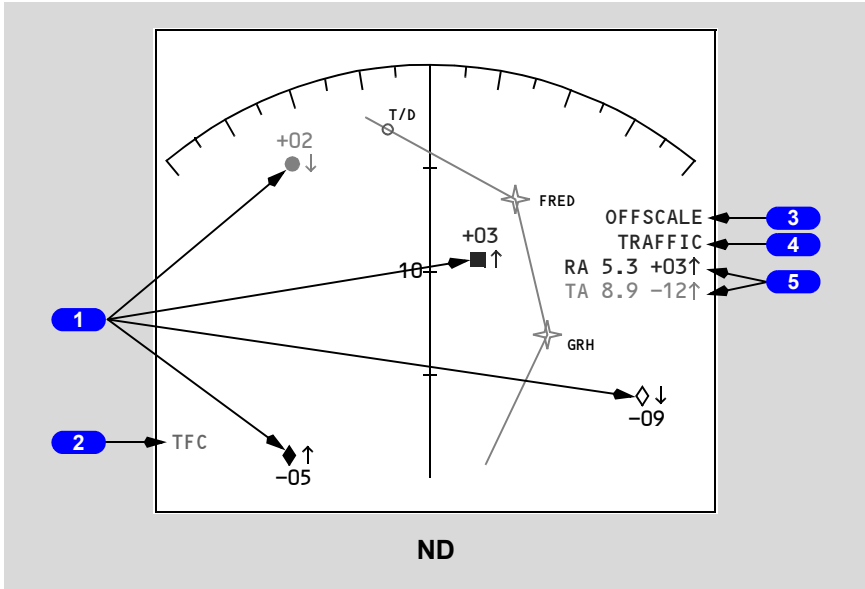 T/D
+02
↓
FRED
OFFSCALE
3
TRAFFIC
4
+03
↑
RA 5.3 +03↑
10
TA 8.9 -12↑
5
1
GRH
↓
-09
2
TFC
↑
-05
ND